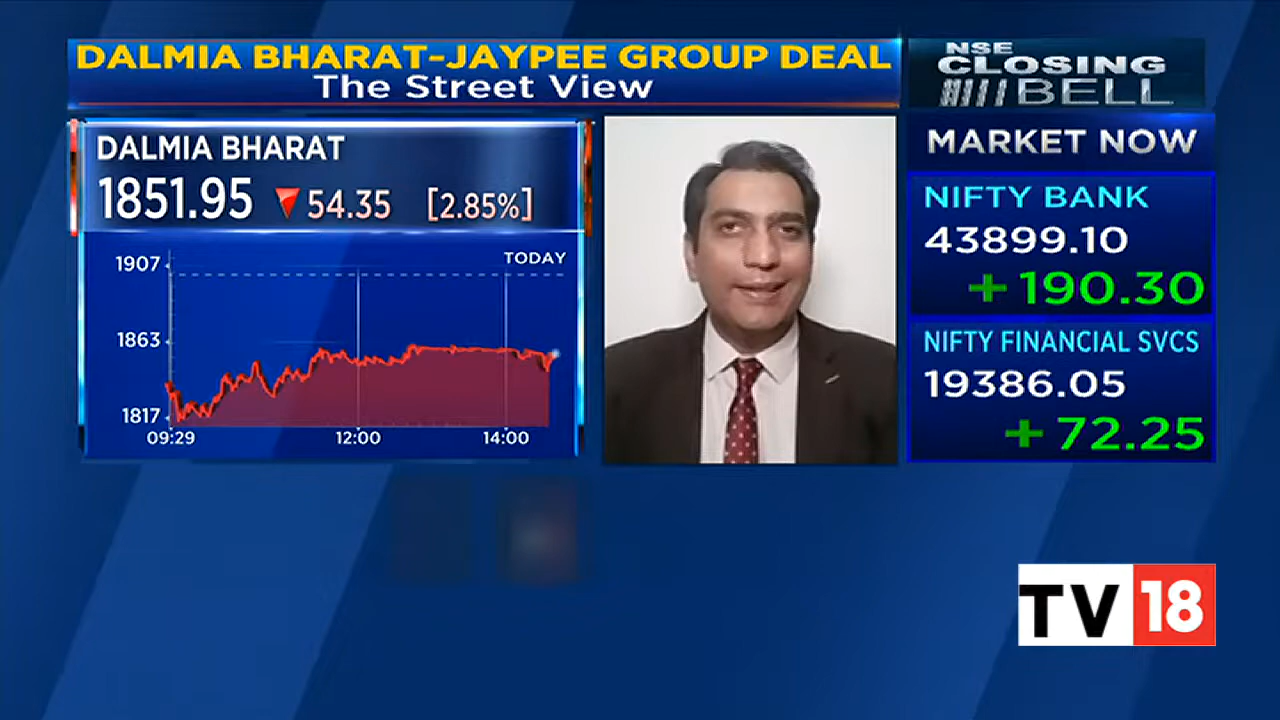 DALMIA BHARAT-JAYPEE GROUP DEAL
The Street View
NSE
CLOSING
BELL
DALMIA BHARAT
1851.95 ▼ 54.35 [2.85%]
TODAY
1907
1863
1817
09:29 12:00 14:00
MARKET NOW
NIFTY BANK
43899.10
+ 190.30
NIFTY FINANCIAL SVCS
19386.05
+ 72.25
TV 18